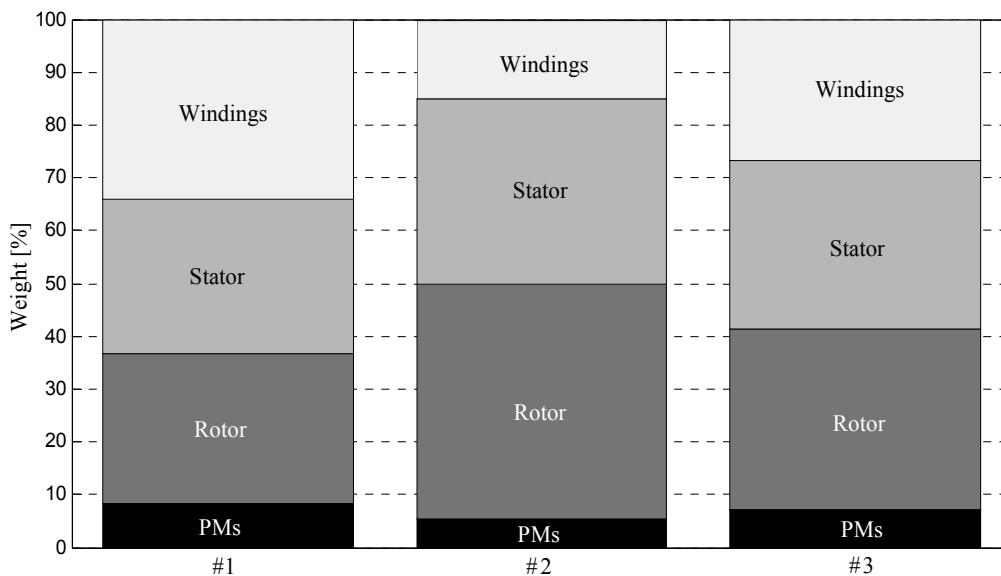 100
90
80
70
60
50
40
30
20
10
0
Weight [%]
Windings
Stator
Rotor
PMs
#1
Windings
Stator
Rotor
PMs
#2
Windings
Stator
Rotor
PMs
#3